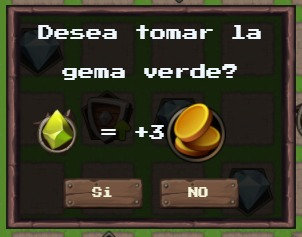 Desea tomar la
gema verde?
= +3
Si NO